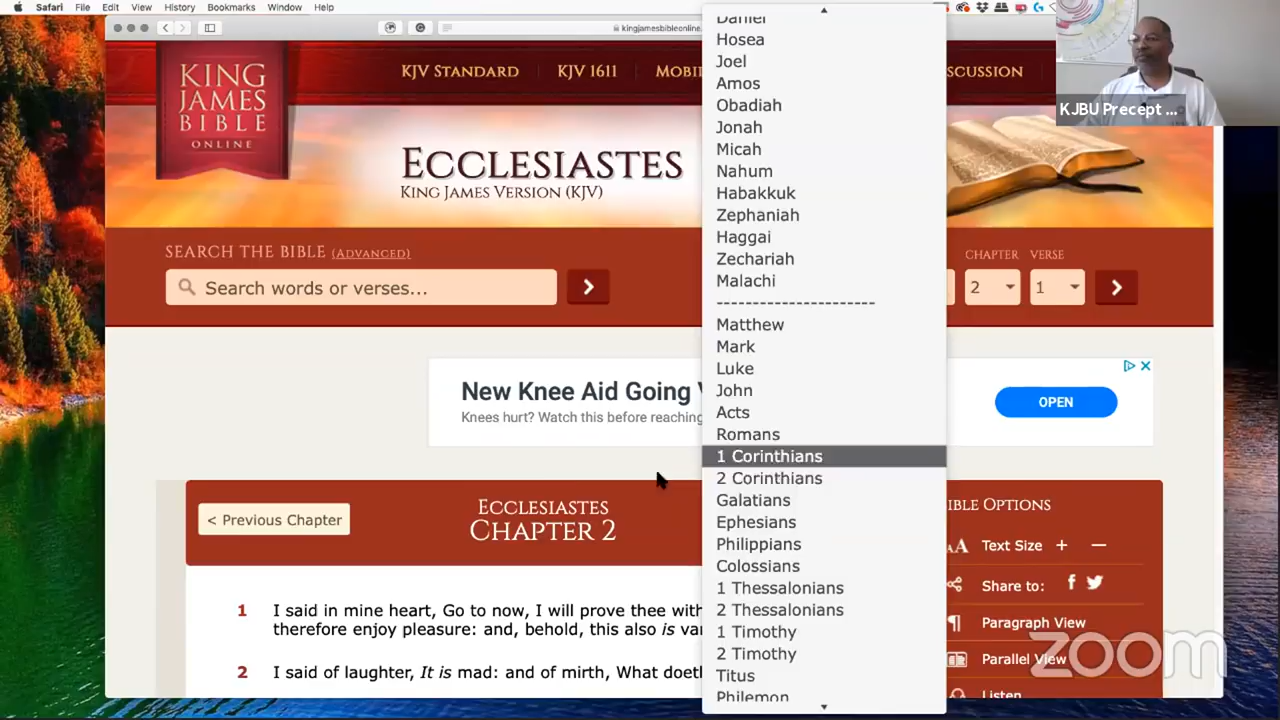 Safari File Edit View History Bookmarks Window Help
kingjamesbibleonline.
KING
JAMES
BIBLE
ONLINE
KJV STANDARD KJV 1611
SCUSSION
KJBU Precept ...
ECCLESIASTES
KING JAMES VERSION (KJV)
SEARCH THE BIBLE (ADVANCED)
Search words or verses...
CHAPTER VERSE
2 1
Daniel
Hosea
Joel
Amos
Obadiah
Jonah
Micah
Nahum
Habakkuk
Zephaniah
Haggai
Zechariah
Malachi
-----------------------
Matthew
Mark
Luke
John
Acts
Romans
1 Corinthians
2 Corinthians
Galatians
Ephesians
Philippians
Colossians
1 Thessalonians
2 Thessalonians
1 Timothy
2 Timothy
Titus
Philemon
New Knee Aid Going
Knees hurt? Watch this before reaching
OPEN
< Previous Chapter
ECCLESIASTES
CHAPTER 2
1 I said in mine heart, Go to now, I will prove thee with
therefore enjoy pleasure: and, behold, this also is
2 I said of laughter, It is mad: and of mirth, What
IBLE OPTIONS
AA Text Size + —
Share to:
Paragraph View
Parallel View
Listen
zoom